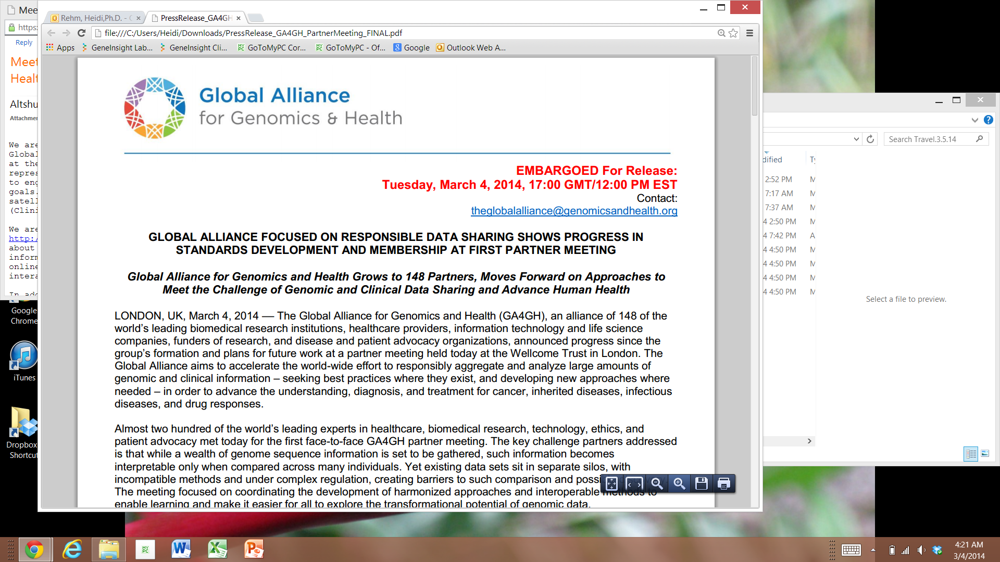 Mee
Rehm, Heidi,Ph.D. -
PressRelease_GA4GH
https:
file:///C:/Users/Heidi/Downloads/PressRelease_GA4GH_PartnerMeeting_FINAL.pdf
Reply
Apps
GeneInsight Lab...
GeneInsight Cli...
GoToMyPC Cor...
GoToMyPC - Of...
Google
Outlook Web A...
Meet
Healt
Altshu
Attachmen
We are
Global
at the
repres
to eng
goals.
satell
(Clini
We are
http:/
about
inform
online
intera
In add
Global Alliance
for Genomics & Health
EMBARGOED For Release:
Tuesday, March 4, 2014, 17:00 GMT/12:00 PM EST
Contact:
theglobalalliance@genomicsandhealth.org
GLOBAL ALLIANCE FOCUSED ON RESPONSIBLE DATA SHARING SHOWS PROGRESS IN
STANDARDS DEVELOPMENT AND MEMBERSHIP AT FIRST PARTNER MEETING
Global Alliance for Genomics and Health Grows to 148 Partners, Moves Forward on Approaches to
Meet the Challenge of Genomic and Clinical Data Sharing and Advance Human Health
LONDON, UK, March 4, 2014 — The Global Alliance for Genomics and Health (GA4GH), an alliance of 148 of the
world's leading biomedical research institutions, healthcare providers, information technology and life science
companies, funders of research, and disease and patient advocacy organizations, announced progress since the
group's formation and plans for future work at a partner meeting held today at the Wellcome Trust in London. The
Global Alliance aims to accelerate the world-wide effort to responsibly aggregate and analyze large amounts of
genomic and clinical information – seeking best practices where they exist, and developing new approaches where
needed – in order to advance the understanding, diagnosis, and treatment for cancer, inherited diseases, infectious
diseases, and drug responses.
Almost two hundred of the world's leading experts in healthcare, biomedical research, technology, ethics, and
patient advocacy met today for the first face-to-face GA4GH partner meeting. The key challenge partners addressed
is that while a wealth of genome sequence information is set to be gathered, such information becomes
interpretable only when compared across many individuals. Yet existing data sets sit in separate silos, with
incompatible methods and under complex regulation, creating barriers to such comparison and possi
The meeting focused on coordinating the development of harmonized approaches and interoperable methods to
enable learning and make it easier for all to explore the transformational potential of genomic data.
Search Travel.3.5.14
dified
Ty
2:52 PM M
7:17 AM M
7:37 AM M
4 2:50 PM M
4 7:42 PM A
4 4:50 PM M
4 4:50 PM M
4 4:50 PM M
4 4:50 PM M
Select a file to preview.
Google
Chrome
iTunes
Dropbox
Shortcut
MY
PC
4:21 AM
3/4/2014